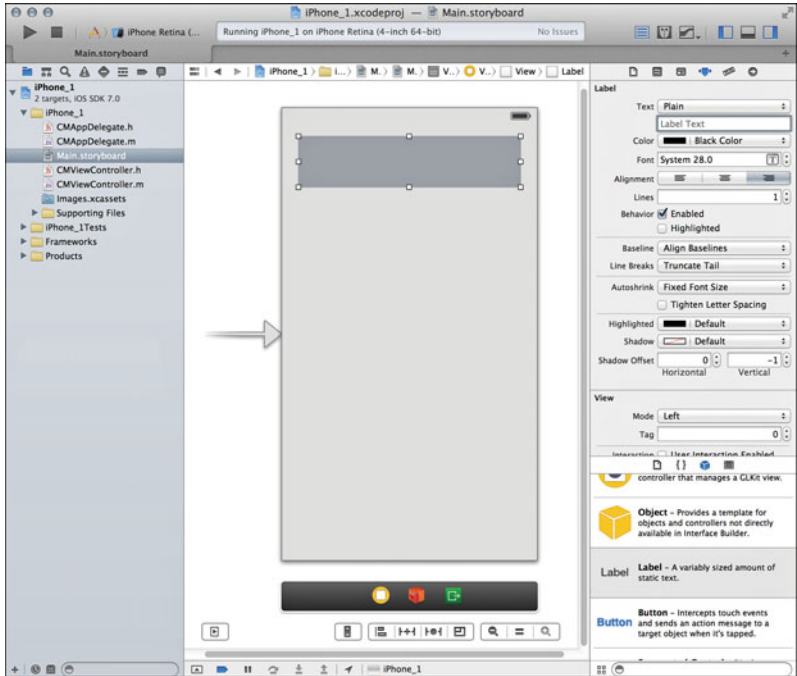 iPhone_1.xcodeproj — Main.storyboard
iPhone Retina (...
Running iPhone_1 on iPhone Retina (4-inch 64-bit)
No Issues
Main.storyboard
iPhone_1
2 targets, iOS SDK 7.0
iPhone_1
CMAppDelegate.h
CMAppDelegate.m
Main.storyboard
CMViewController.h
CMViewController.m
Images.xcassets
Supporting Files
iPhone_1Tests
Frameworks
Products
iPhone_1
i...
M..
M..
V..
V..
View
Label
Label
Text Plain
Label Text
Color Black Color
Font System 28.0
Alignment
Lines 1
Behavior Enabled
Highlighted
Baseline Align Baselines
Line Breaks Truncate Tail
Autoshrink Fixed Font Size
Tighten Letter Spacing
Highlighted Default
Shadow Default
Shadow Offset 0 -1
Horizontal Vertical
View
Mode Left
Tag 0
Interaction User Interaction Enabled
controller that manages a GLKit view.
Object – Provides a template for
objects and controllers not directly
available in Interface Builder.
Label
Label – A variably sized amount of
static text.
Button
Button – Intercepts touch events
and sends an action message to a
target object when it's tapped.
iPhone_1